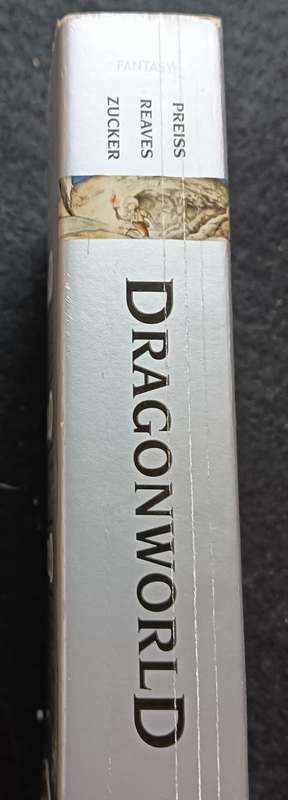 FANTASY
PREISS
REAVES
ZUCKER
DRAGONWORLD